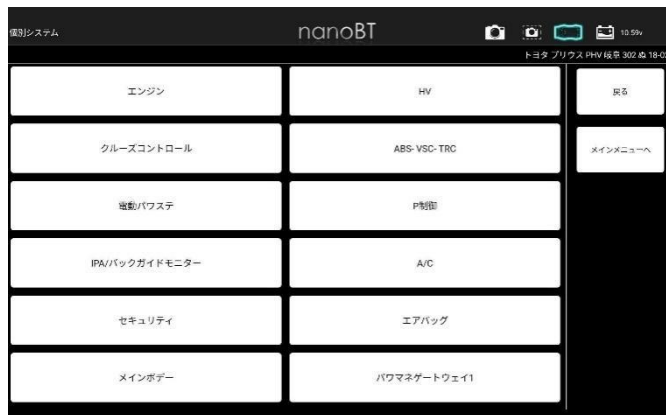 個別システム
nanoBT
10.59v
トヨタ プリウス PHV 岐阜 302 ぬ 18-02
エンジン
HV
戻る
クルーズコントロール
ABS- VSC- TRC
メインメニューへ
電動パワステ
P制御
IPA/バックガイドモニター
A/C
セキュリティ
エアバッグ
メインボデー
パワマネゲートウェイ1